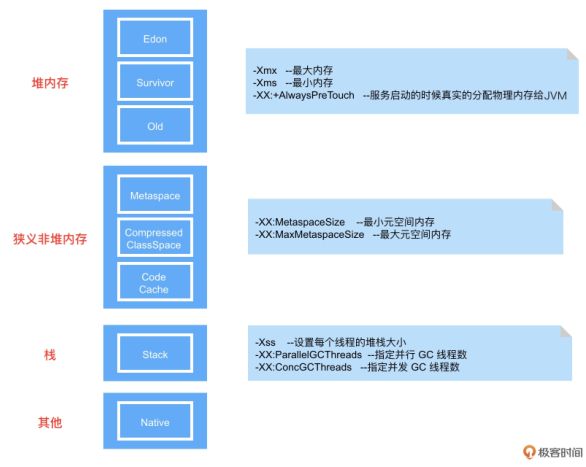 堆内存
Edon
Survivor
Old
-Xmx --最大内存
-Xms --最小内存
-XX:+AlwaysPreTouch --服务启动的时候真实的分配物理内存给JVM
狭义非堆内存
Metaspace
Compressed
ClassSpace
Code
Cache
-XX:MetaspaceSize --最小元空间内存
-XX:MaxMetaspaceSize --最大元空间内存
栈
Stack
-Xss --设置每个线程的堆栈大小
-XX:ParallelGCThreads --指定并行 GC 线程数
-XX:ConcGCThreads --指定并发 GC 线程数
其他
Native
极客时间